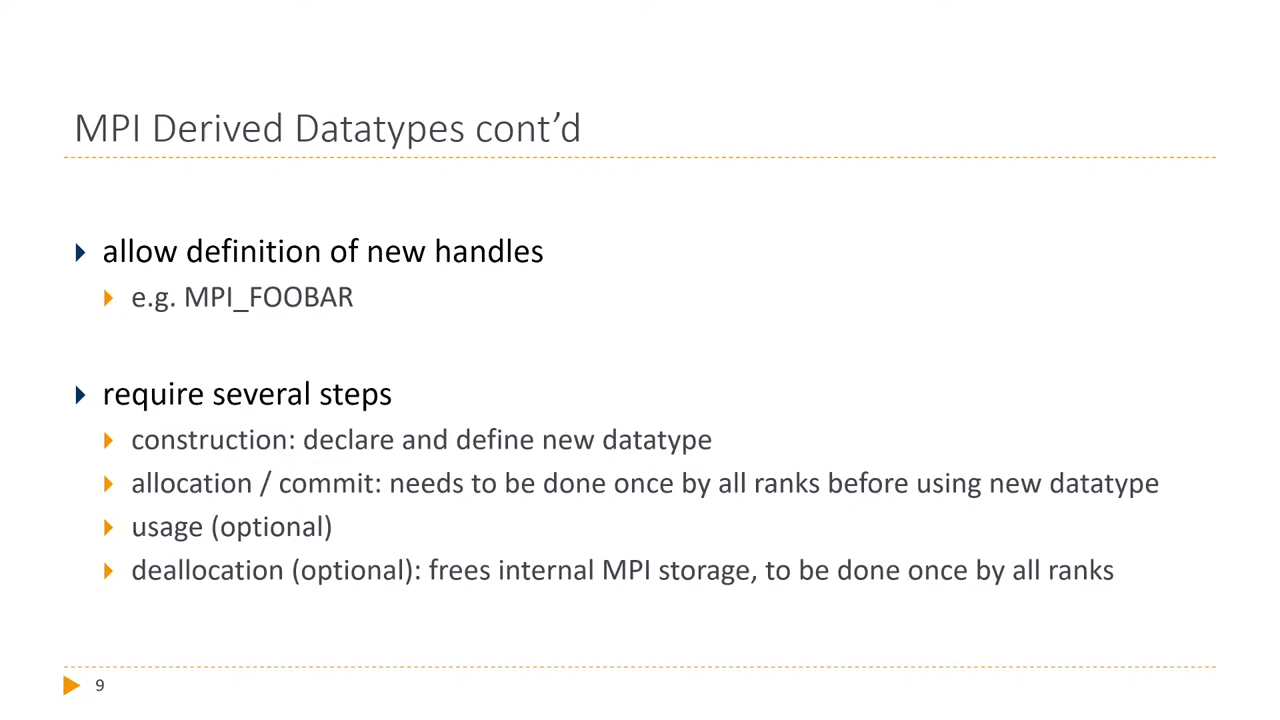 MPI Derived Datatypes cont’d
allow definition of new handles
e.g. MPI_FOOBAR
require several steps
construction: declare and define new datatype
allocation / commit: needs to be done once by all ranks before using new datatype
usage (optional)
deallocation (optional): frees internal MPI storage, to be done once by all ranks
9